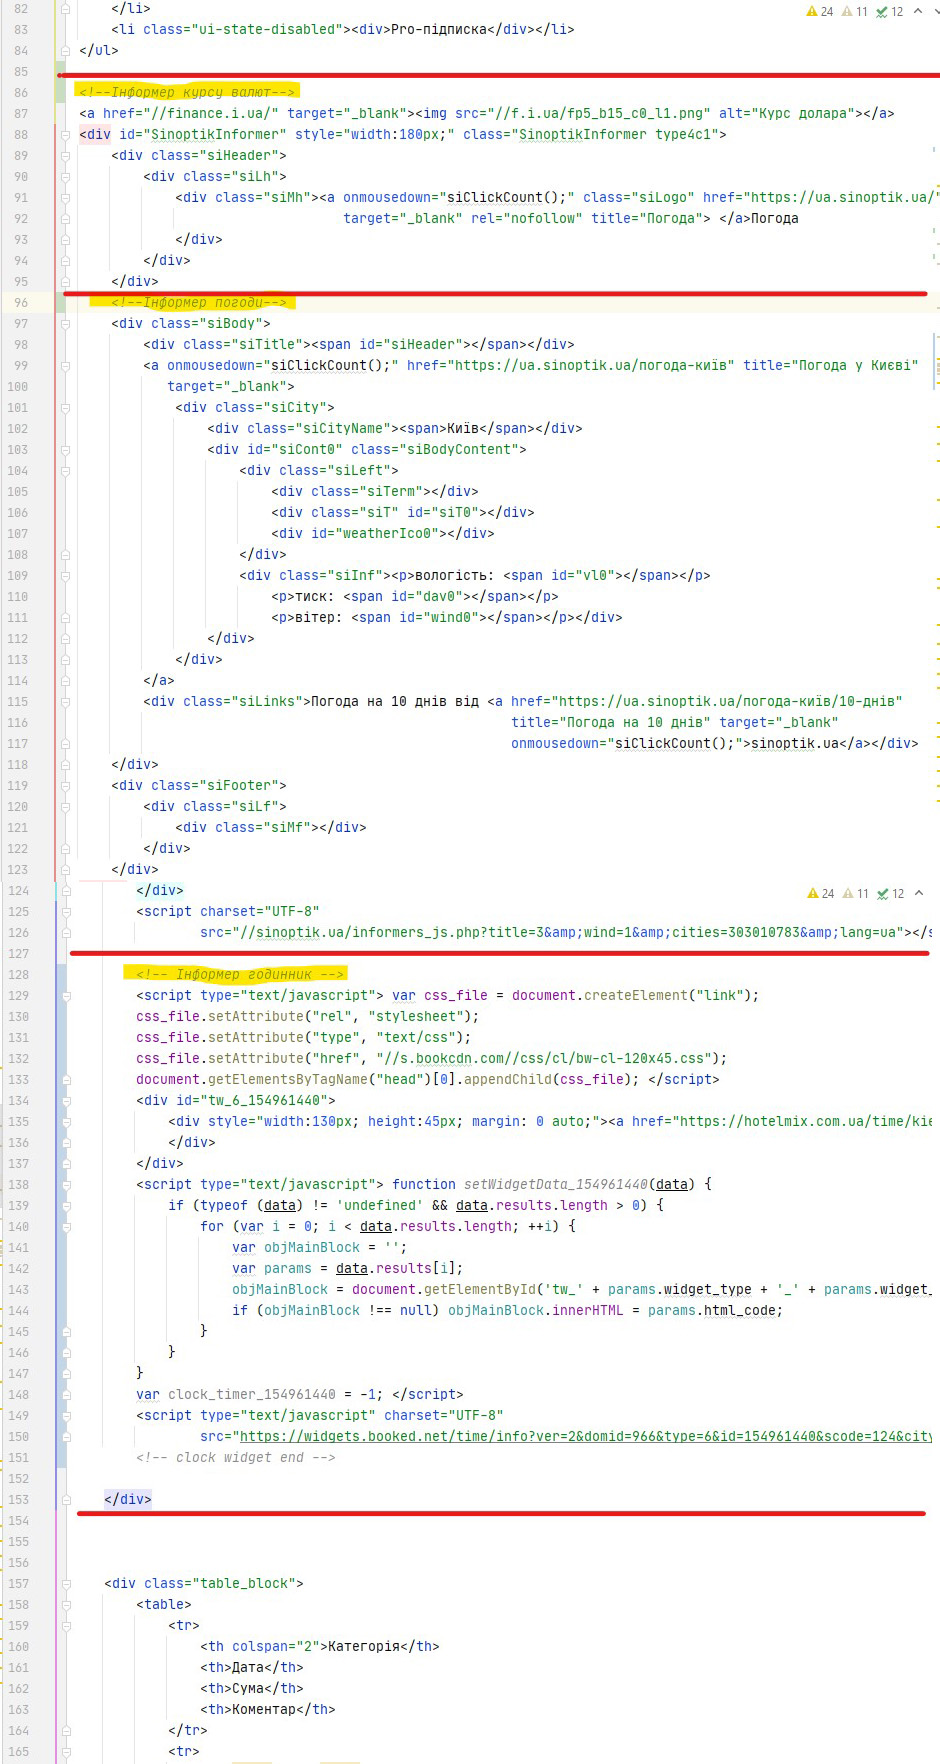 82 </li>
24 11 12
83 <li class="ui-state-disabled"><div>Pro-підписка</div></li>
84 </ul>
85
86 <!--Інформер курсу валют-->
87 <a href="//finance.i.ua/" target="_blank"><img src="//f.i.ua/fp5_b15_c0_l1.png" alt="Курс долара"></a>
88 <div id="SinoptikInformer" style="width:180px;" class="SinoptikInformer type4c1">
89 <div class="siHeader">
90 <div class="siLh">
91 <div class="siMh"><a onmousedown="siClickCount();" class="siLogo" href="https://ua.sinoptik.ua/"
92 target="_blank" rel="nofollow" title="Погода"> </a>Погода
93 </div>
94 </div>
95 </div>
96 <!--Інформер погоди-->
97 <div class="siBody">
98 <div class="siTitle"><span id="siHeader"></span></div>
99 <a onmousedown="siClickCount();" href="https://ua.sinoptik.ua/погода-київ" title="Погода у Києві"
100 target="_blank">
101 <div class="siCity">
102 <div class="siCityName"><span>Київ</span></div>
103 <div id="siCont0" class="siBodyContent">
104 <div class="siLeft">
105 <div class="siTerm"></div>
106 <div class="siT" id="siT0"></div>
107 <div id="weatherIco0"></div>
108 </div>
109 <div class="siInf"><p>вологість: <span id="vl0"></span></p>
110 <p>тиск: <span id="dav0"></span></p>
111 <p>вітер: <span id="wind0"></span></p></div>
112 </div>
113 </div>
114 </a>
115 <div class="siLinks">Погода на 10 днів від <a href="https://ua.sinoptik.ua/погода-київ/10-днів"
116 title="Погода на 10 днів" target="_blank"
117 onmousedown="siClickCount();">sinoptik.ua</a></div>
118 </div>
119 <div class="siFooter">
120 <div class="siLf">
121 <div class="siMf"></div>
122 </div>
123 </div>
124 </div>
24 11 12
125 <script charset="UTF-8"
126 src="//sinoptik.ua/informers_js.php?title=3&amp;wind=1&amp;cities=303010783&amp;lang=ua"></s
127
128 <!-- Інформер годинник -->
129 <script type="text/javascript"> var css_file = document.createElement("link");
130 css_file.setAttribute("rel", "stylesheet");
131 css_file.setAttribute("type", "text/css");
132 css_file.setAttribute("href", "//s.bookcdn.com//css/cl/bw-cl-120x45.css");
133 document.getElementsByTagName("head")[0].appendChild(css_file); </script>
134 <div id="tw_6_154961440">
135 <div style="width:130px; height:45px; margin: 0 auto;"><a href="https://hotelmix.com.ua/time/kie
136 </div>
137 </div>
138 <script type="text/javascript"> function setWidgetData_154961440(data) {
139 if (typeof (data) != 'undefined' && data.results.length > 0) {
140 for (var i = 0; i < data.results.length; ++i) {
141 var objMainBlock = '';
142 var params = data.results[i];
143 objMainBlock = document.getElementById('tw_' + params.widget_type + '_' + params.widget_
144 if (objMainBlock !== null) objMainBlock.innerHTML = params.html_code;
145 }
146 }
147 }
148 var clock_timer_154961440 = -1; </script>
149 <script type="text/javascript" charset="UTF-8"
150 src="https://widgets.booked.net/time/info?ver=2&domid=966&type=6&id=154961440&scode=124&city
151 <!-- clock widget end -->
152
153 </div>
154
155
156
157 <div class="table_block">
158 <table>
159 <tr>
160 <th colspan="2">Категорія</th>
161 <th>Дата</th>
162 <th>Сума</th>
163 <th>Коментар</th>
164 </tr>
165 <tr>